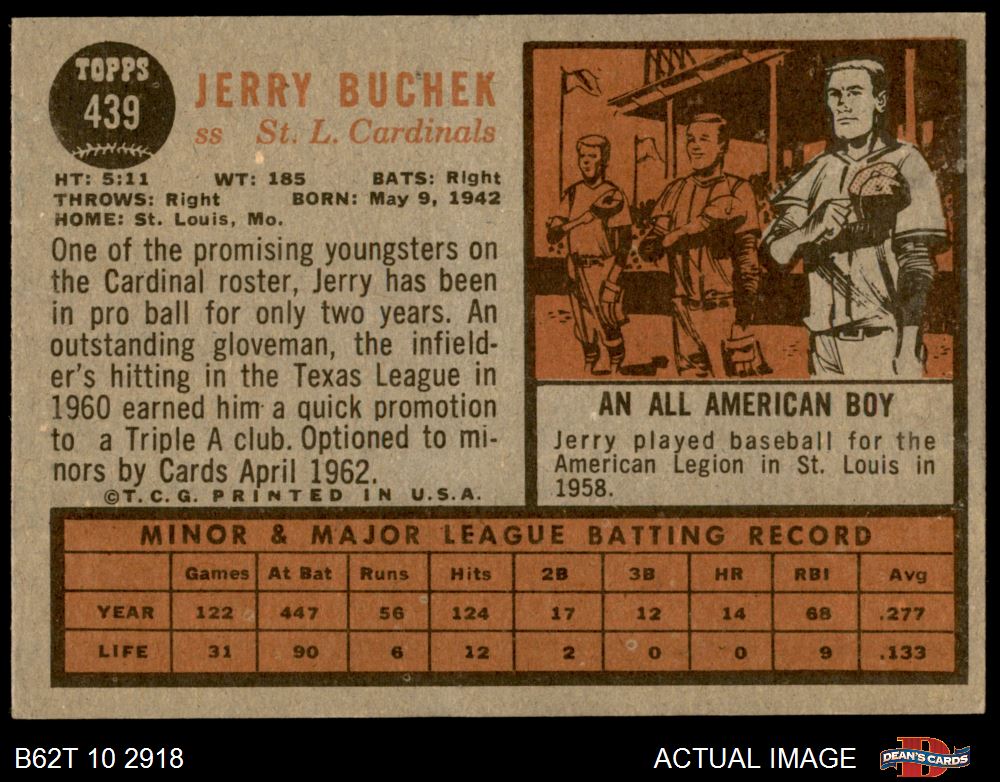 TOPPS
439
JERRY BUCHEK
ss St. L. Cardinals
HT: 5:11 WT: 185 BATS: Right
THROWS: Right BORN: May 9, 1942
HOME: St. Louis, Mo.
One of the promising youngsters on
the Cardinal roster, Jerry has been
in pro ball for only two years. An
outstanding gloveman, the infield-
er's hitting in the Texas League in
1960 earned him a quick promotion
to a Triple A club. Optioned to mi-
nors by Cards April 1962.
©T.C.G. PRINTED IN U.S.A.
AN ALL AMERICAN BOY
Jerry played baseball for the
American Legion in St. Louis in
1958.
MINOR & MAJOR LEAGUE BATTING RECORD
Games At Bat Runs Hits 2B 3B HR RBI Avg
YEAR 122 447 56 124 17 12 14 68 .277
LIFE 31 90 6 12 2 0 0 9 .133
B62T 10 2918
ACTUAL IMAGE
DEAN'S CARDS